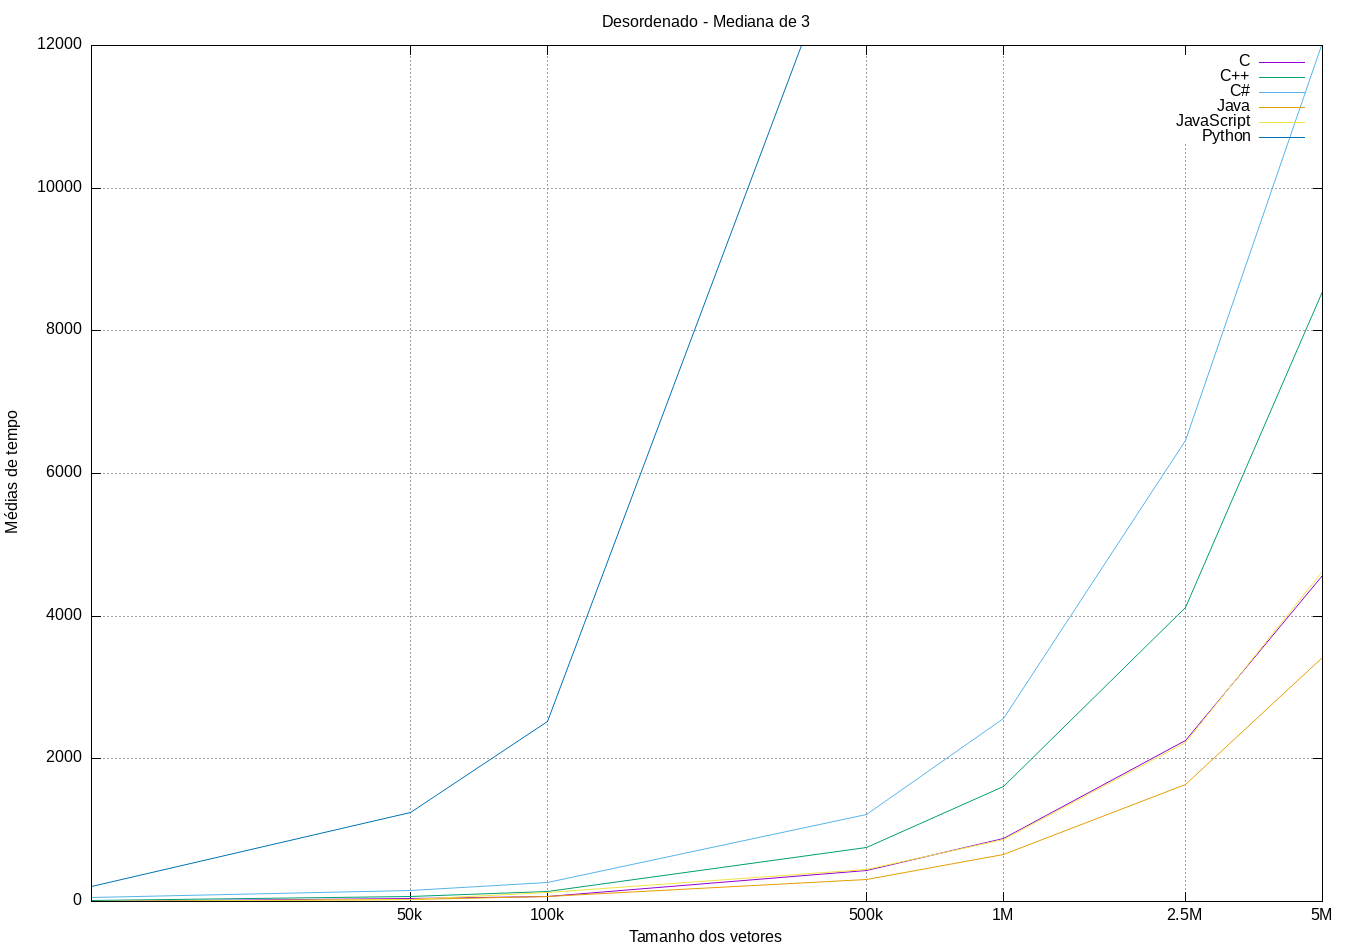 Desordenado - Mediana de 3
12000
10000
8000
6000
4000
2000
0
Médias de tempo
C
C++
C#
Java
JavaScript
Python
50k
100k
500k
1M
2.5M
5M
Tamanho dos vetores